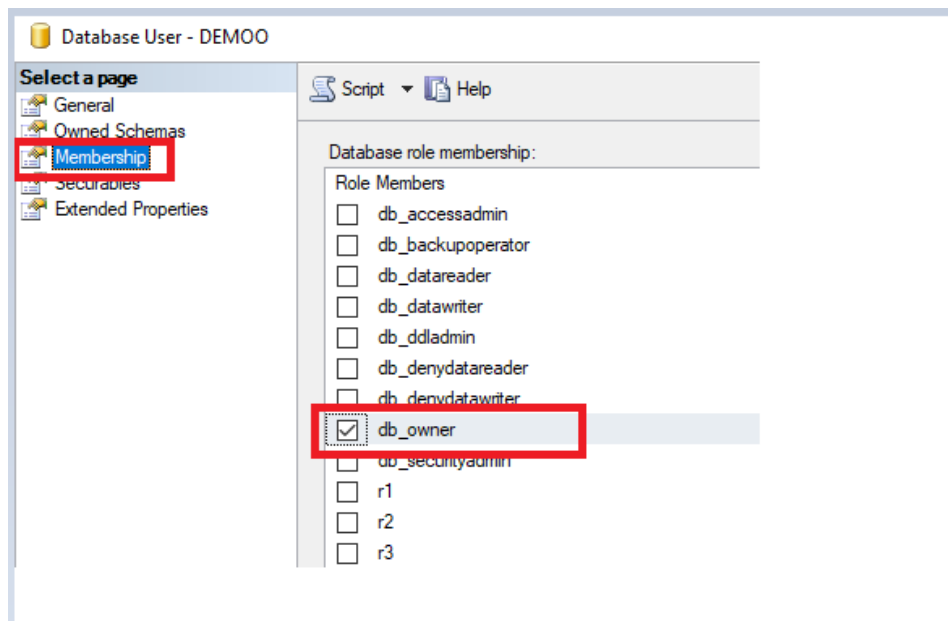 Database User - DEMOO
Select a page
General
Owned Schemas
Membership
Securables
Extended Properties
Script
Help
Database role membership:
Role Members
db_accessadmin
db_backupoperator
db_datareader
db_datawriter
db_ddladmin
db_denydatareader
db_denydatawriter
db_owner
db_securityadmin
r1
r2
r3